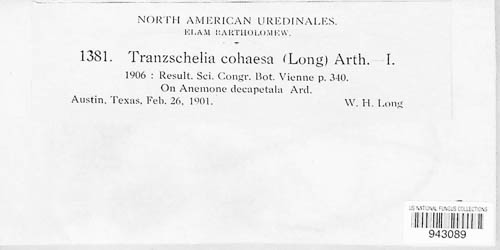 NORTH AMERICAN UREDINALES.
ELAM BARTHOLOMEW.
1381. Tranzschelia cohaesa (Long) Arth.—I.
1906 : Result. Sci. Congr. Bot. Vienne p. 340.
On Anemone decapetala Ard.
Austin, Texas, Feb. 26, 1901. W. H. Long
US NATIONAL FUNGUS COLLECTIONS
943089